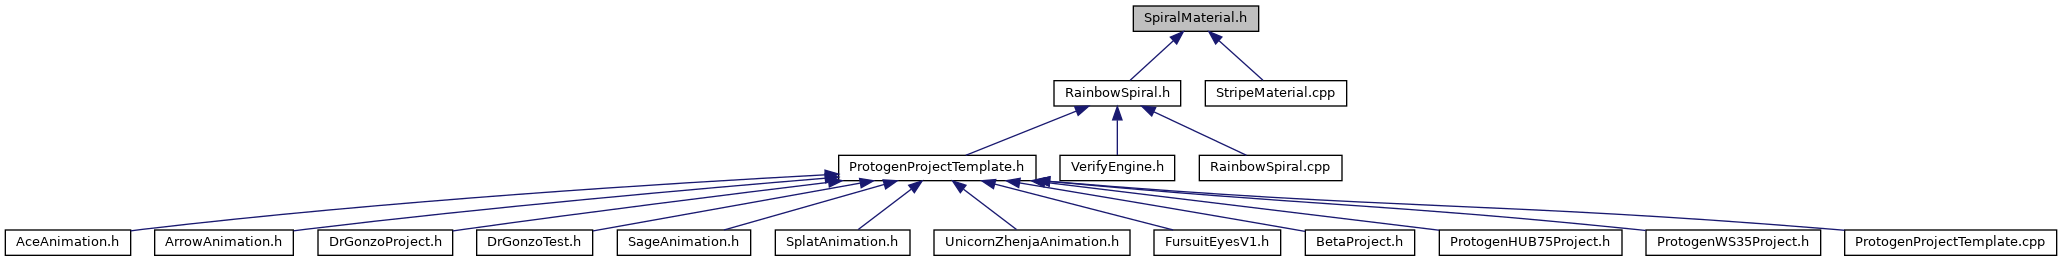 SpiralMaterial.h
RainbowSpiral.h
StripeMaterial.cpp
ProtogenProjectTemplate.h
VerifyEngine.h
RainbowSpiral.cpp
AceAnimation.h
ArrowAnimation.h
DrGonzoProject.h
DrGonzoTest.h
SageAnimation.h
SplatAnimation.h
UnicornZhenjaAnimation.h
FursuitEyesV1.h
BetaProject.h
ProtogenHUB75Project.h
ProtogenWS35Project.h
ProtogenProjectTemplate.cpp